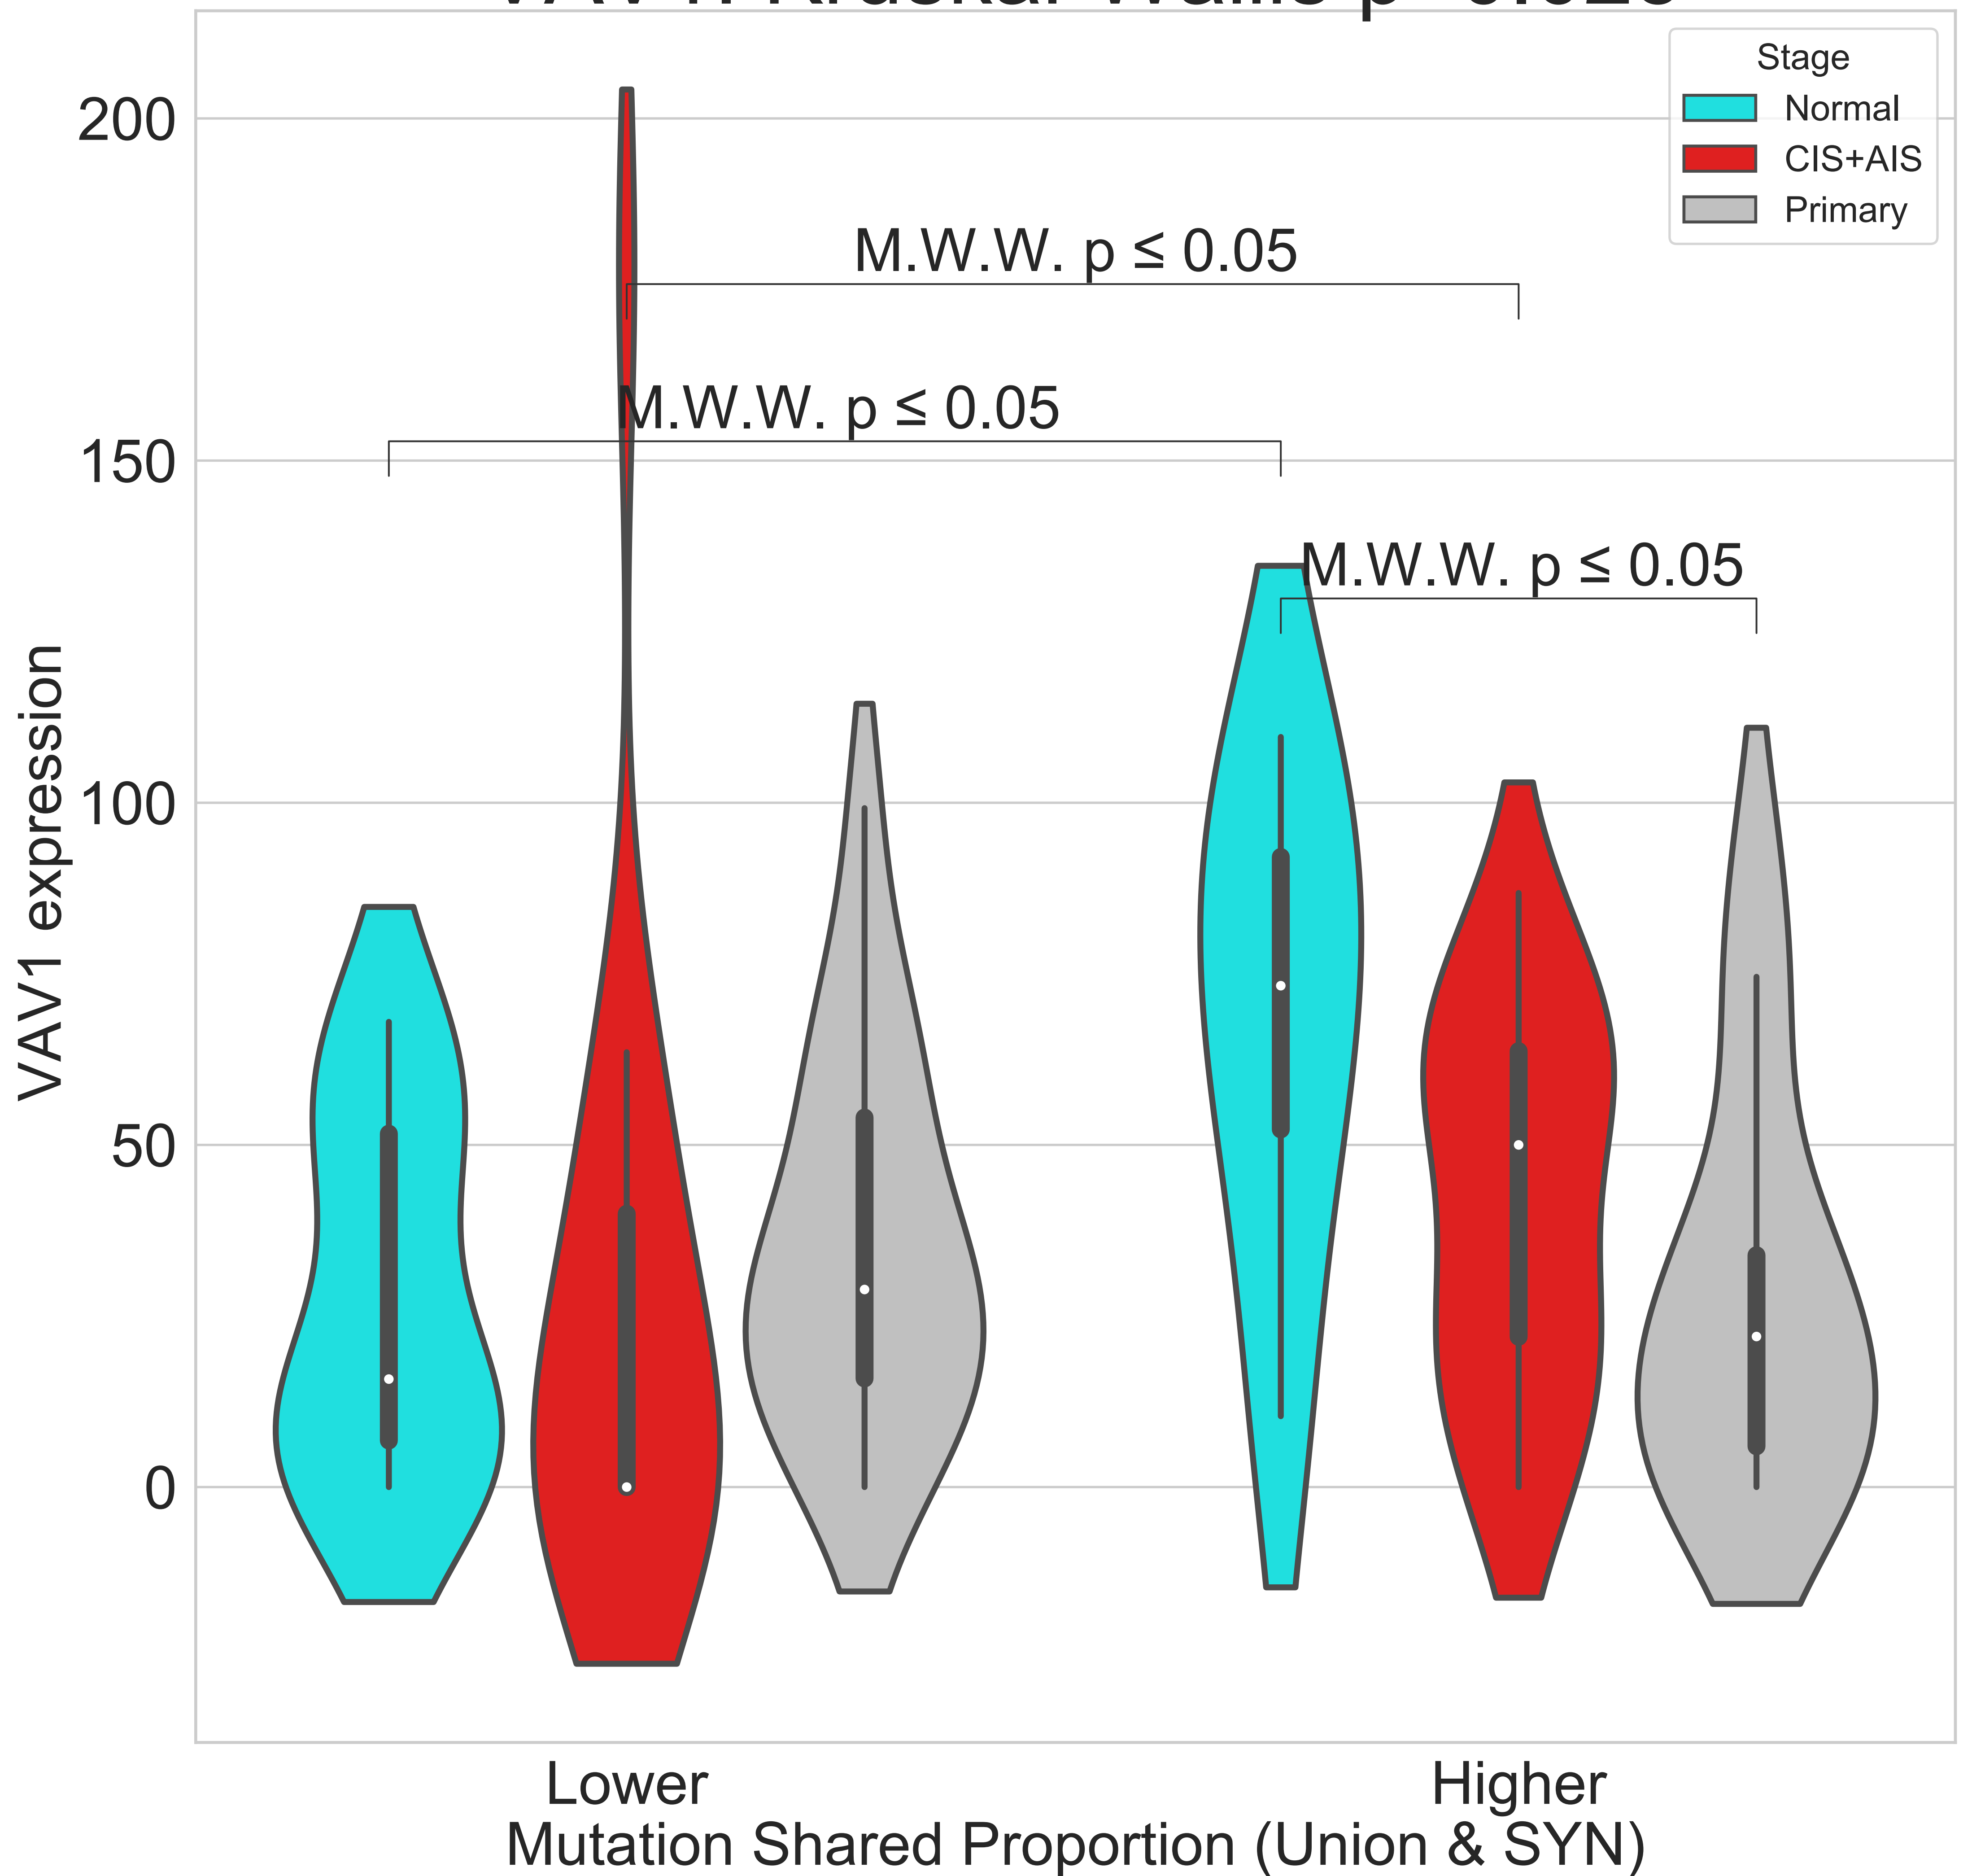 Stage
Normal
CIS+AIS
Primary
200
150
100
50
0
M.W.W. p ≤ 0.05
M.W.W. p ≤ 0.05
M.W.W. p ≤ 0.05
VAV1 expression
Lower
Higher
Mutation Shared Proportion (Union & SYN)